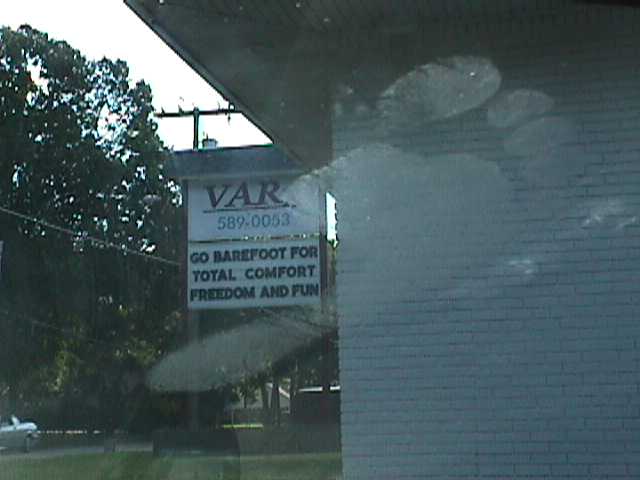 VAR
589-0053
GO BAREFOOT FOR
TOTAL COMFORT
FREEDOM AND FUN